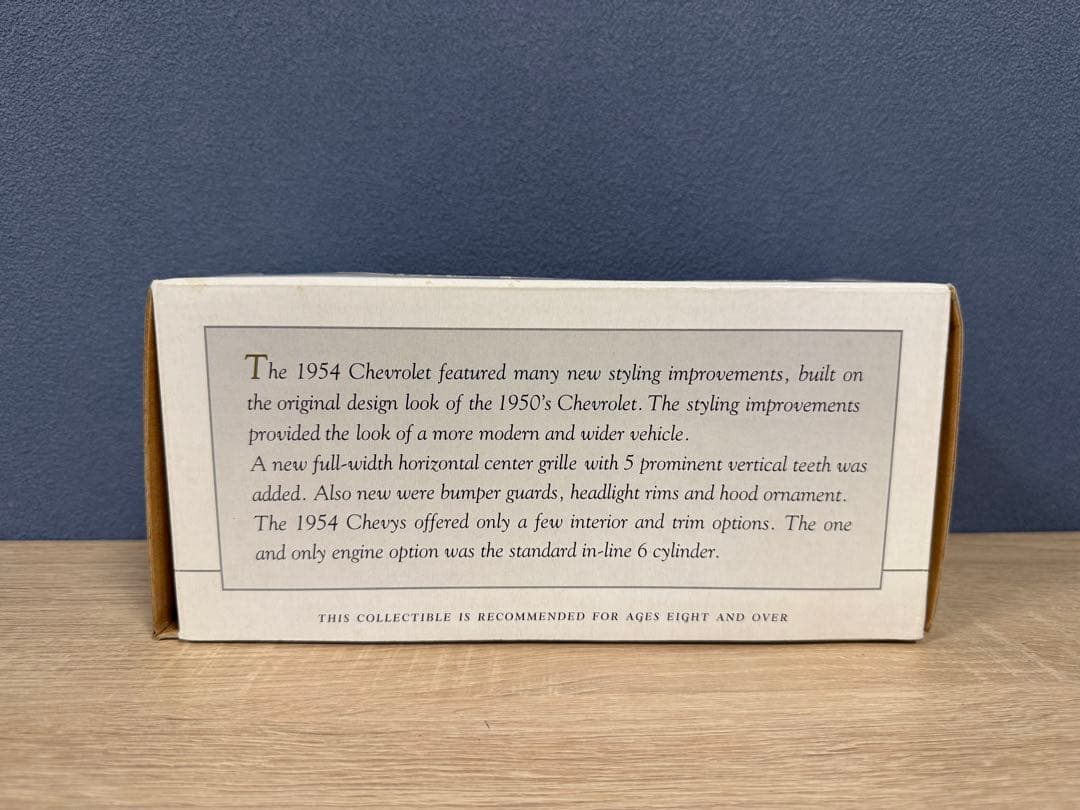 The 1954 Chevrolet featured many new styling improvements, built on
the original design look of the 1950's Chevrolet. The styling improvements
provided the look of a more modern and wider vehicle.
A new full-width horizontal center grille with 5 prominent vertical teeth was
added. Also new were bumper guards, headlight rims and hood ornament.
The 1954 Chevys offered only a few interior and trim options. The one
and only engine option was the standard in-line 6 cylinder.
THIS COLLECTIBLE IS RECOMMENDED FOR AGES EIGHT AND OVER